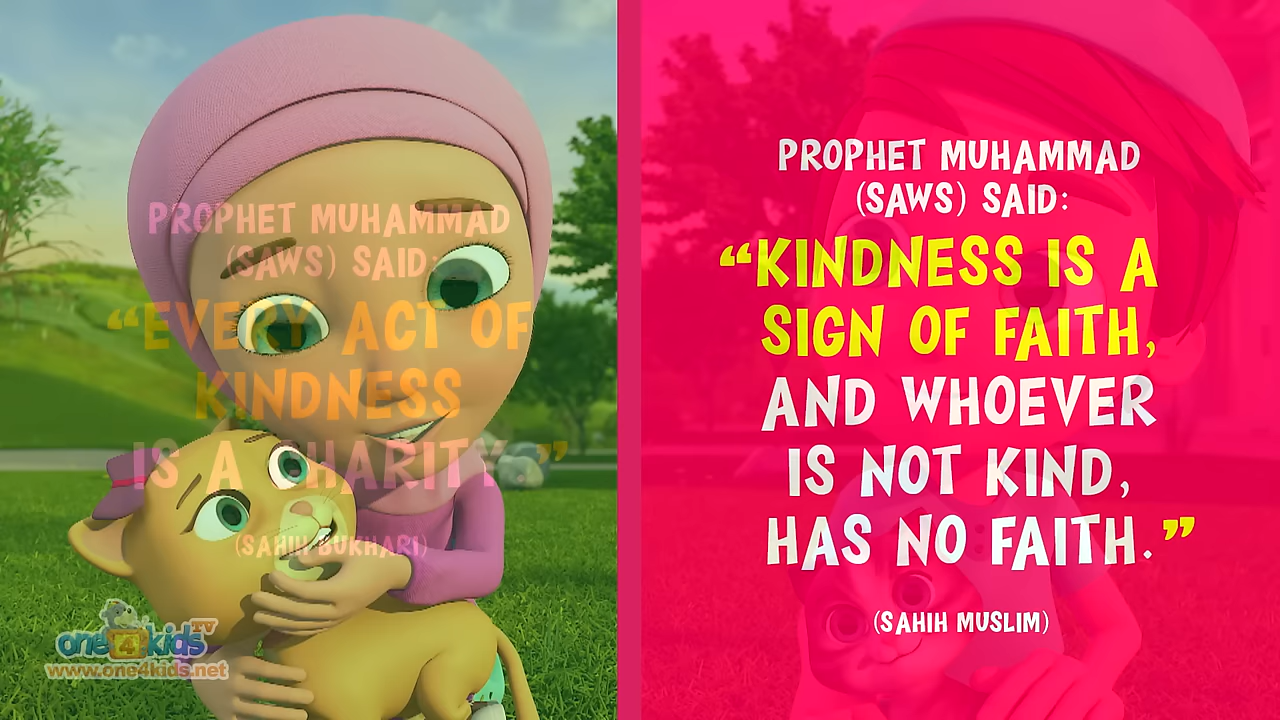 PROPHET MUHAMMAD
(SAWS) SAID:
“EVERY ACT OF
KINDNESS
IS A CHARITY.”
(SAHIH BUKHARI)
one4kids TV
www.one4kids.net
PROPHET MUHAMMAD
(SAWS) SAID:
“KINDNESS IS A
SIGN OF FAITH,
AND WHOEVER
IS NOT KIND,
HAS NO FAITH.”
(SAHIH MUSLIM)